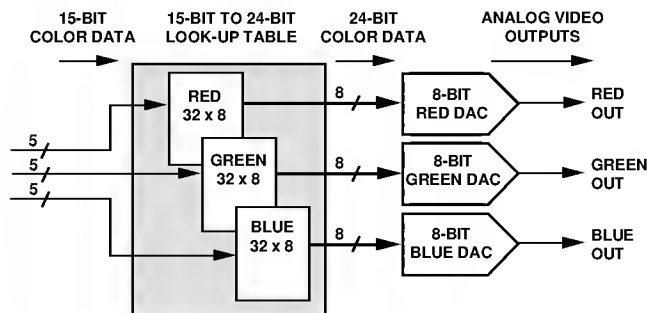 15-BIT
COLOR DATA
15-BIT TO 24-BIT
LOOK-UP TABLE
24-BIT
COLOR DATA
ANALOG VIDEO
OUTPUTS
RED
32 x 8
8
8-BIT
RED DAC
RED
OUT
5
5
5
GREEN
32 x 8
8
8-BIT
GREEN DAC
GREEN
OUT
BLUE
32 x 8
8
8-BIT
BLUE DAC
BLUE
OUT